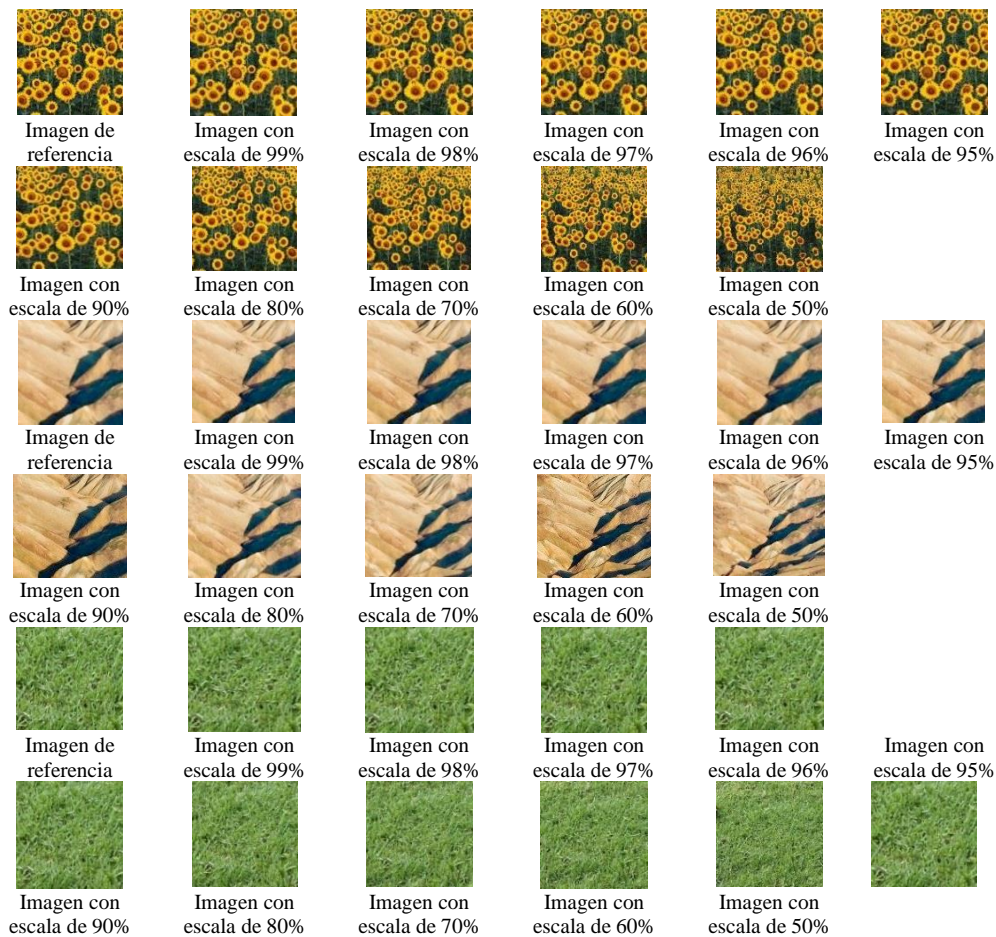 Imagen de
referencia
Imagen con
escala de 99%
Imagen con
escala de 98%
Imagen con
escala de 97%
Imagen con
escala de 96%
Imagen con
escala de 95%
Imagen con
escala de 90%
Imagen con
escala de 80%
Imagen con
escala de 70%
Imagen con
escala de 60%
Imagen con
escala de 50%
Imagen de
referencia
Imagen con
escala de 99%
Imagen con
escala de 98%
Imagen con
escala de 97%
Imagen con
escala de 96%
Imagen con
escala de 95%
Imagen con
escala de 90%
Imagen con
escala de 80%
Imagen con
escala de 70%
Imagen con
escala de 60%
Imagen con
escala de 50%
Imagen de
referencia
Imagen con
escala de 99%
Imagen con
escala de 98%
Imagen con
escala de 97%
Imagen con
escala de 96%
Imagen con
escala de 95%
Imagen con
escala de 90%
Imagen con
escala de 80%
Imagen con
escala de 70%
Imagen con
escala de 60%
Imagen con
escala de 50%